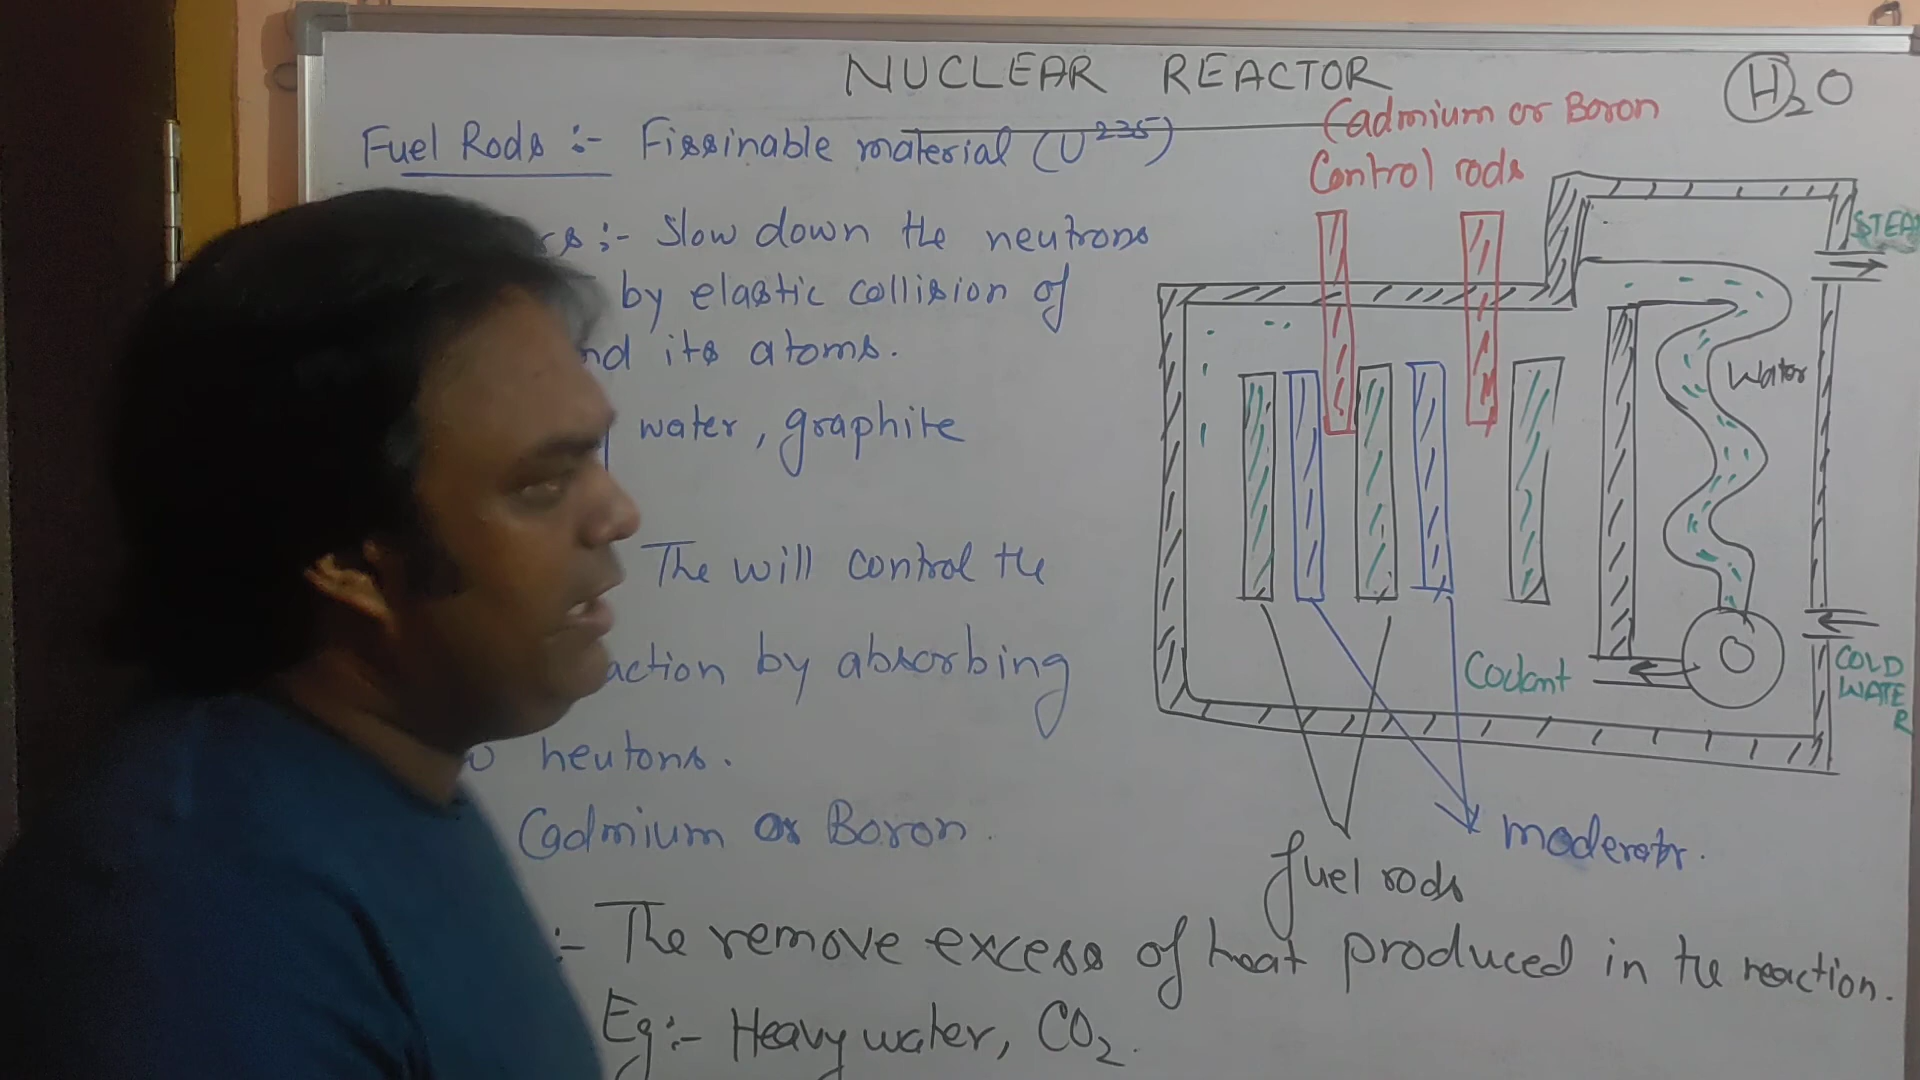 NUCLEAR REACTOR
H2O
Cadmium or Boron
Control rods
Fuel Rods :- Fissinable material (U235)
rs :- Slow down the neutrons
by elastic collision of
nd its atoms.
water, graphite
The will control the
action by absorbing
neutons.
Cadmium or Boron.
:- The remove excess of heat produced in the reaction.
Eg :- Heavy water, CO2.
STEA
Water
Coolant
COLD
WATE
R
fuel rods
moderator.